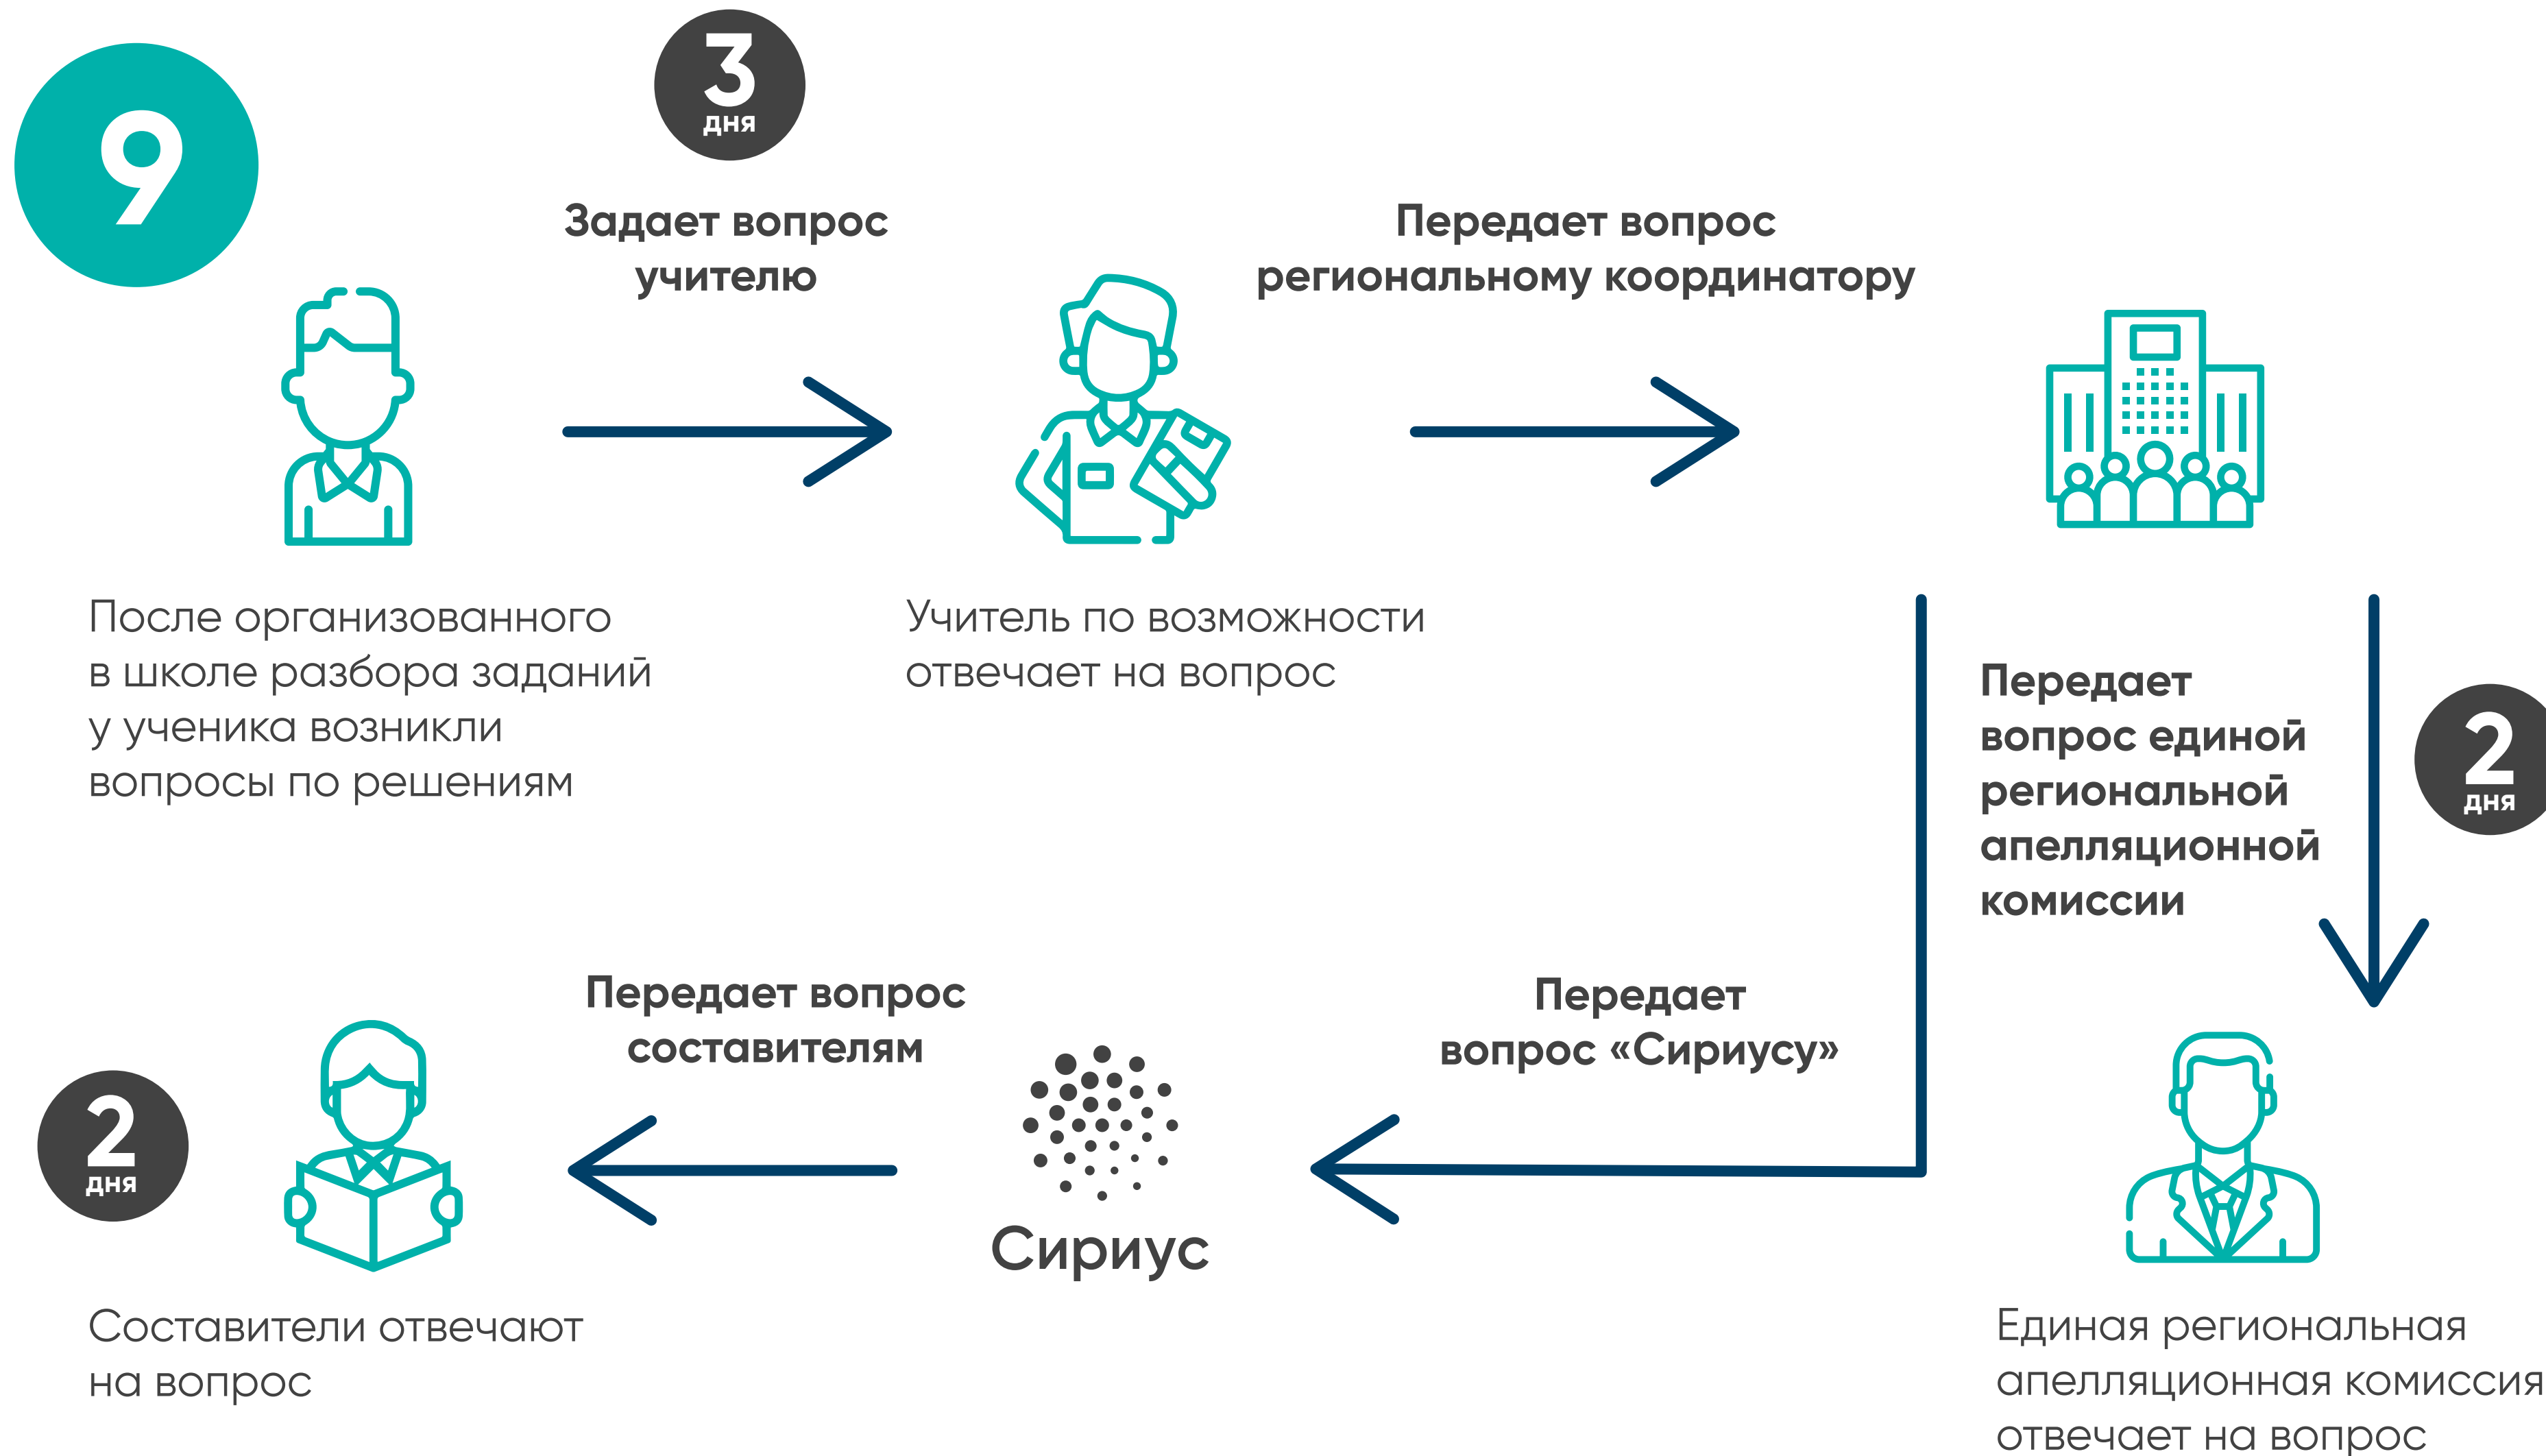 9
3
дня
Задает вопрос
учителю
Передает вопрос
региональному координатору
После организованного
в школе разбора заданий
у ученика возникли
вопросы по решениям
Учитель по возможности
отвечает на вопрос
Передает
вопрос единой
региональной
апелляционной
комиссии
2
дня
Передает
вопрос «Сириусу»
Передает вопрос
составителям
2
дня
Сириус
Составители отвечают
на вопрос
Единая региональная
апелляционная комиссия
отвечает на вопрос